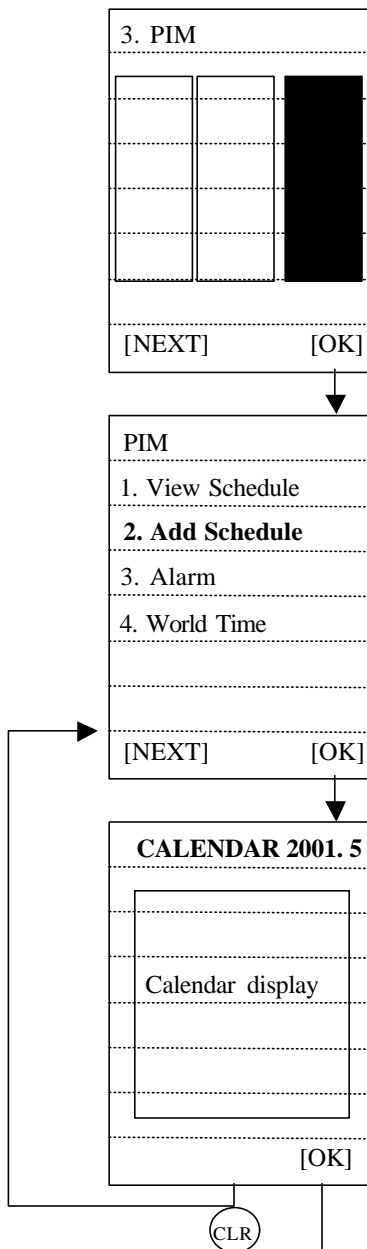 3. PIM
[NEXT] [OK]
PIM
1. View Schedule
2. Add Schedule
3. Alarm
4. World Time
[NEXT] [OK]
CALENDAR 2001. 5
Calendar display
[OK]
CLR